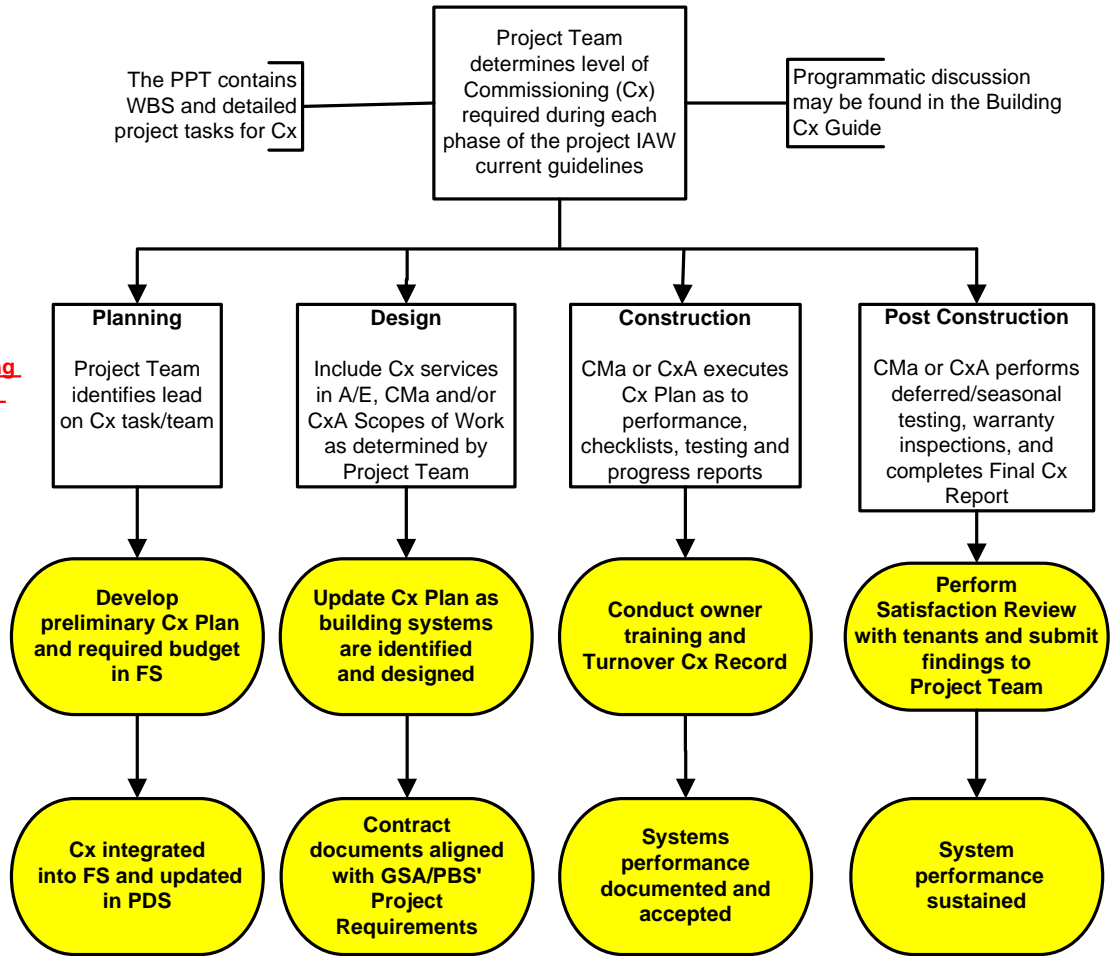 Project Team
determines level of
Commissioning (Cx)
required during each
phase of the project IAW
current guidelines
The PPT contains
WBS and detailed
project tasks for Cx
Programmatic discussion
may be found in the Building
Cx Guide
Planning
Project Team
identifies lead
on Cx task/team
Design
Include Cx services
in A/E, CMa and/or
CxA Scopes of Work
as determined by
Project Team
Construction
CMa or CxA executes
Cx Plan as to
performance,
checklists, testing and
progress reports
Post Construction
CMa or CxA performs
deferred/seasonal
testing, warranty
inspections, and
completes Final Cx
Report
Develop
preliminary Cx Plan
and required budget
in FS
Update Cx Plan as
building systems
are identified
and designed
Conduct owner
training and
Turnover Cx Record
Perform
Satisfaction Review
with tenants and submit
findings to
Project Team
Cx integrated
into FS and updated
in PDS
Contract
documents aligned
with GSA/PBS'
Project
Requirements
Systems
performance
documented and
accepted
System
performance
sustained